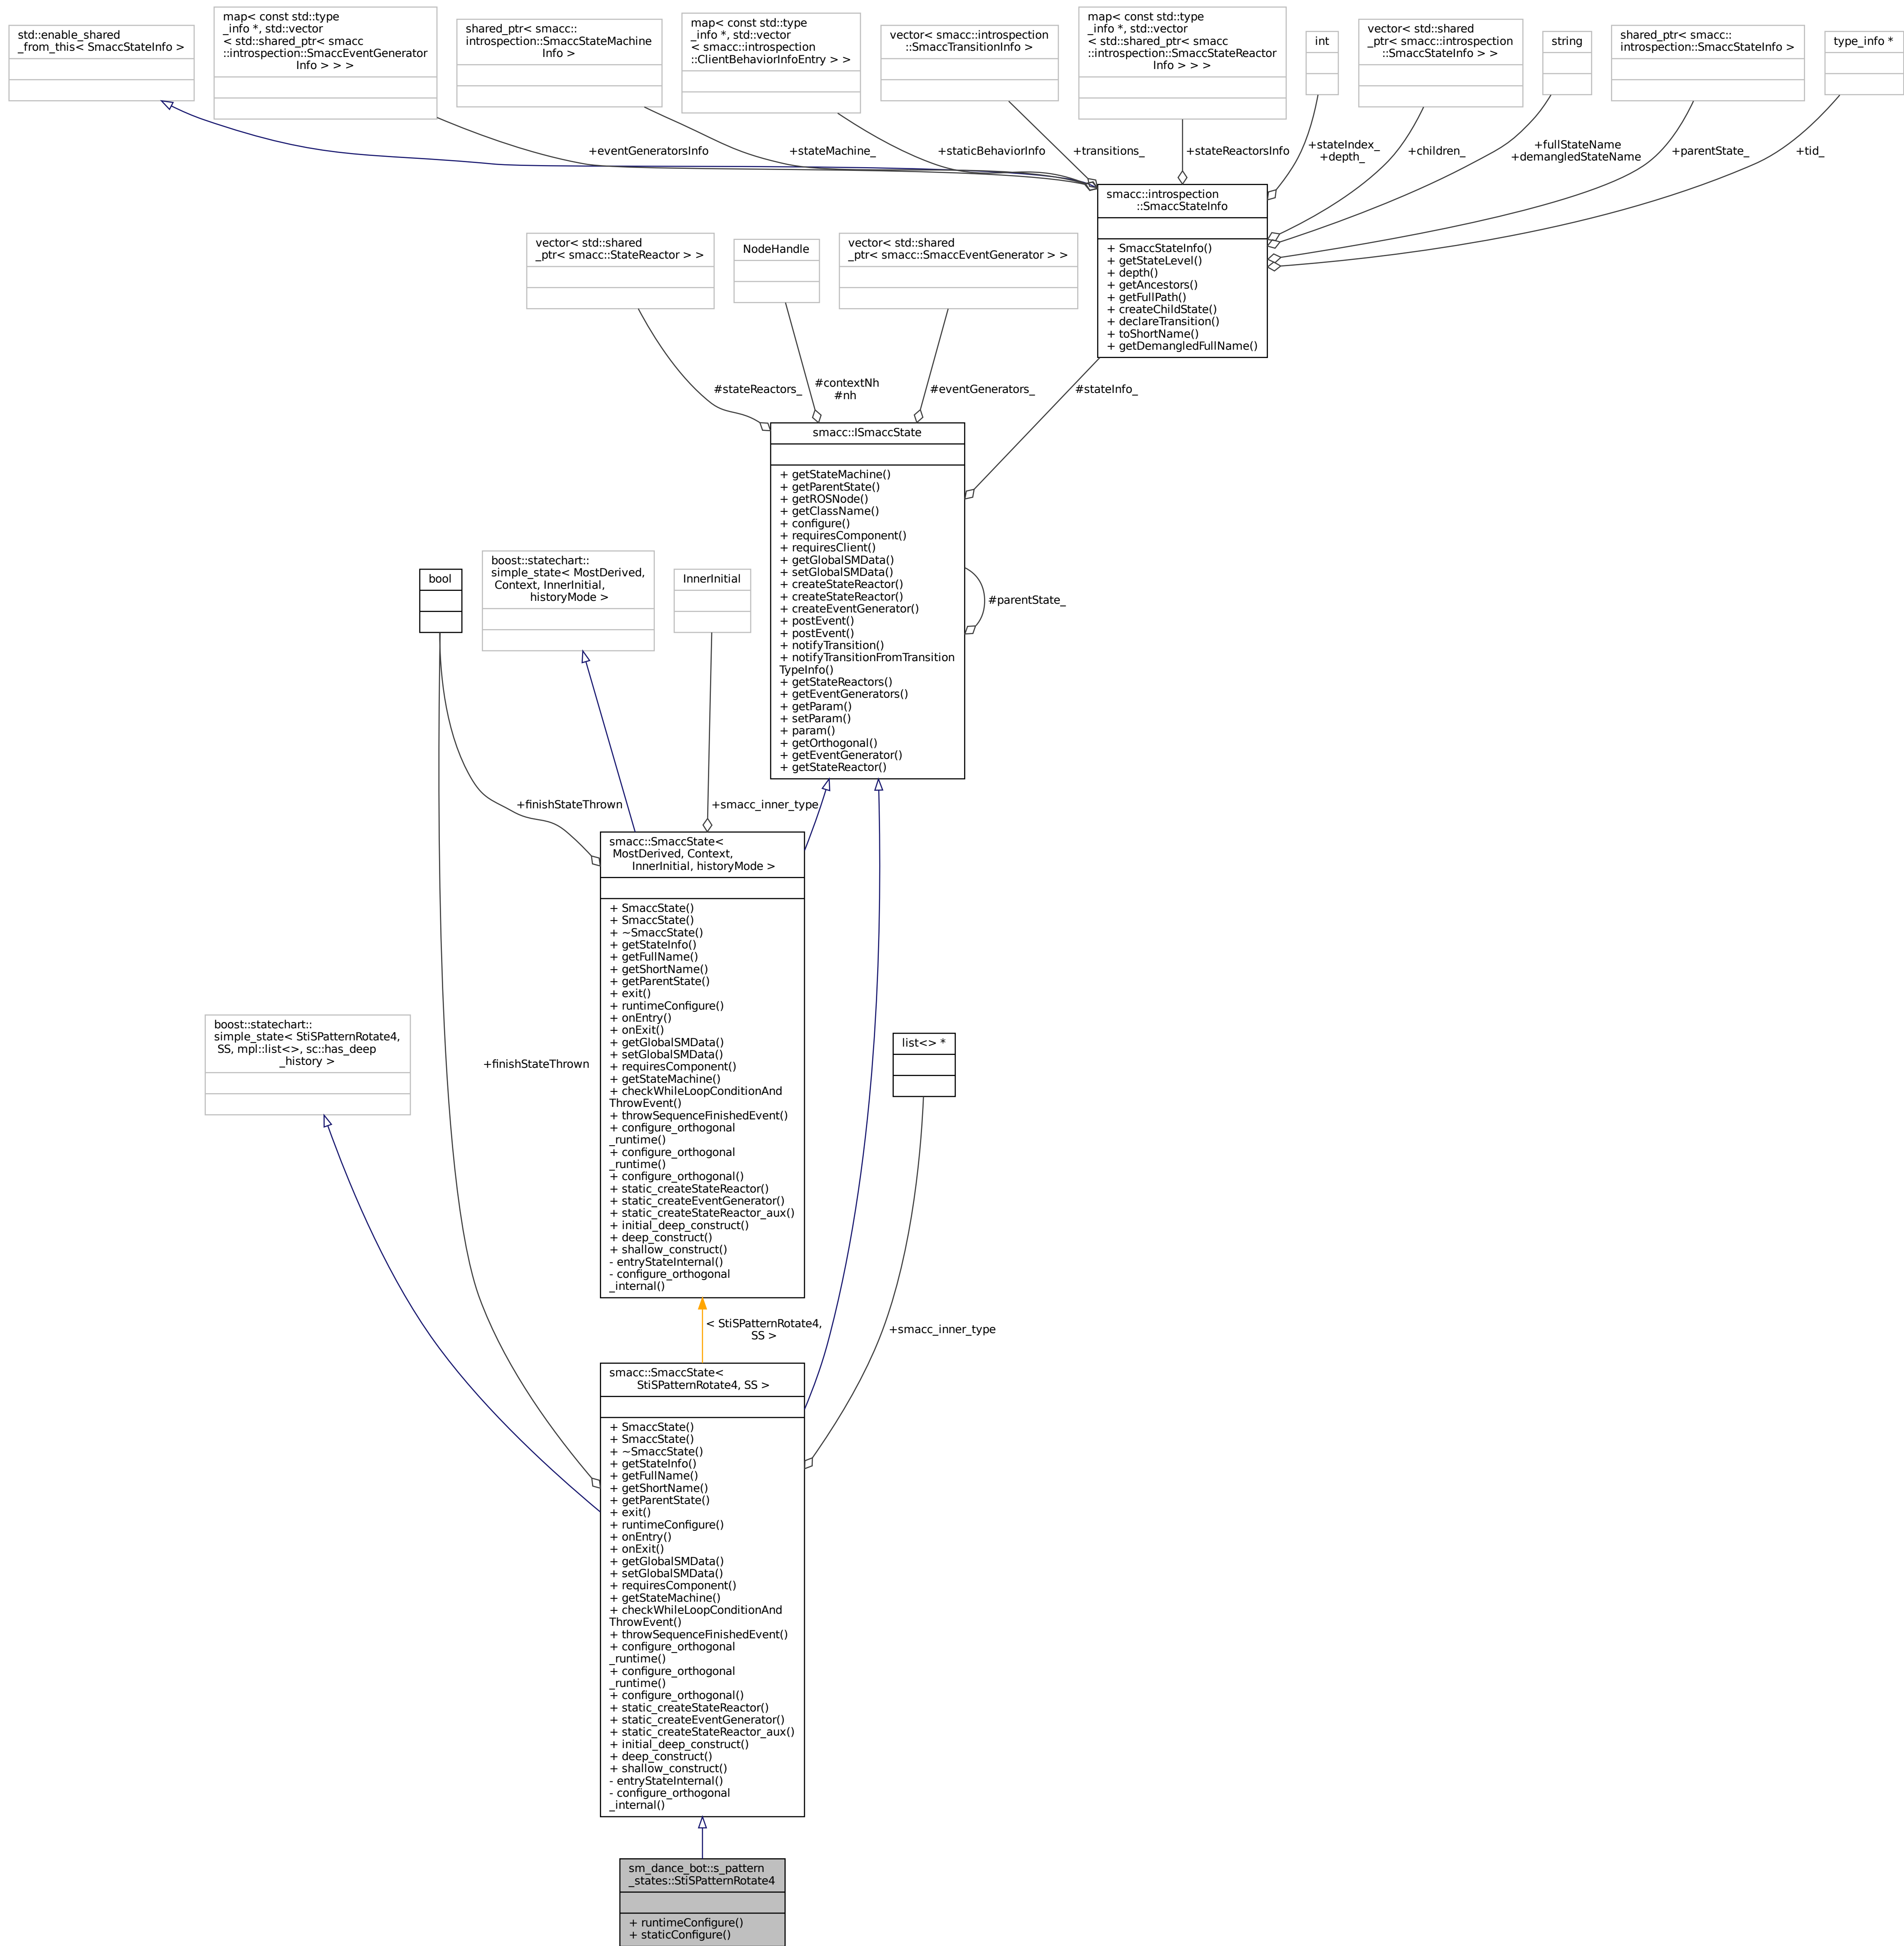 std::enable_shared
_from_this< SmaccStateInfo >
map< const std::type
_info *, std::vector
< std::shared_ptr< smacc
::introspection::SmaccEventGenerator
Info > > >
shared_ptr< smacc::
introspection::SmaccStateMachine
Info >
map< const std::type
_info *, std::vector
< smacc::introspection
::ClientBehaviorInfoEntry > >
vector< smacc::introspection
::SmaccTransitionInfo >
map< const std::type
_info *, std::vector
< std::shared_ptr< smacc
::introspection::SmaccStateReactor
Info > > >
int
vector< std::shared
_ptr< smacc::introspection
::SmaccStateInfo > >
string
shared_ptr< smacc::
introspection::SmaccStateInfo >
type_info *
+eventGeneratorsInfo
+stateMachine_
+staticBehaviorInfo
+transitions_
+stateReactorsInfo
+stateIndex_
+depth_
+children_
+fullStateName
+demangledStateName
+parentState_
+tid_
smacc::introspection
::SmaccStateInfo
+ SmaccStateInfo()
+ getStateLevel()
+ depth()
+ getAncestors()
+ getFullPath()
+ createChildState()
+ declareTransition()
+ toShortName()
+ getDemangledFullName()
vector< std::shared
_ptr< smacc::StateReactor > >
NodeHandle
vector< std::shared
_ptr< smacc::SmaccEventGenerator > >
#stateReactors_
#contextNh
#nh
#eventGenerators_
#stateInfo_
smacc::ISmaccState
+ getStateMachine()
+ getParentState()
+ getROSNode()
+ getClassName()
+ configure()
+ requiresComponent()
+ requiresClient()
+ getGlobalSMData()
+ setGlobalSMData()
+ createStateReactor()
+ createStateReactor()
+ createEventGenerator()
+ postEvent()
+ postEvent()
+ notifyTransition()
+ notifyTransitionFromTransition
TypeInfo()
+ getStateReactors()
+ getEventGenerators()
+ getParam()
+ setParam()
+ param()
+ getOrthogonal()
+ getEventGenerator()
+ getStateReactor()
#parentState_
bool
boost::statechart::
simple_state< MostDerived,
Context, InnerInitial,
historyMode >
InnerInitial
+finishStateThrown
+smacc_inner_type
smacc::SmaccState<
MostDerived, Context,
InnerInitial, historyMode >
+ SmaccState()
+ SmaccState()
+ ~SmaccState()
+ getStateInfo()
+ getFullName()
+ getShortName()
+ getParentState()
+ exit()
+ runtimeConfigure()
+ onEntry()
+ onExit()
+ getGlobalSMData()
+ setGlobalSMData()
+ requiresComponent()
+ getStateMachine()
+ checkWhileLoopConditionAnd
ThrowEvent()
+ throwSequenceFinishedEvent()
+ configure_orthogonal
_runtime()
+ configure_orthogonal
_runtime()
+ configure_orthogonal()
+ static_createStateReactor()
+ static_createEventGenerator()
+ static_createStateReactor_aux()
+ initial_deep_construct()
+ deep_construct()
+ shallow_construct()
- entryStateInternal()
- configure_orthogonal
_internal()
boost::statechart::
simple_state< StiSPatternRotate4,
SS, mpl::list<>, sc::has_deep
_history >
+finishStateThrown
list<> *
< StiSPatternRotate4,
SS >
+smacc_inner_type
smacc::SmaccState<
StiSPatternRotate4, SS >
+ SmaccState()
+ SmaccState()
+ ~SmaccState()
+ getStateInfo()
+ getFullName()
+ getShortName()
+ getParentState()
+ exit()
+ runtimeConfigure()
+ onEntry()
+ onExit()
+ getGlobalSMData()
+ setGlobalSMData()
+ requiresComponent()
+ getStateMachine()
+ checkWhileLoopConditionAnd
ThrowEvent()
+ throwSequenceFinishedEvent()
+ configure_orthogonal
_runtime()
+ configure_orthogonal
_runtime()
+ configure_orthogonal()
+ static_createStateReactor()
+ static_createEventGenerator()
+ static_createStateReactor_aux()
+ initial_deep_construct()
+ deep_construct()
+ shallow_construct()
- entryStateInternal()
- configure_orthogonal
_internal()
sm_dance_bot::s_pattern
_states::StiSPatternRotate4
+ runtimeConfigure()
+ staticConfigure()